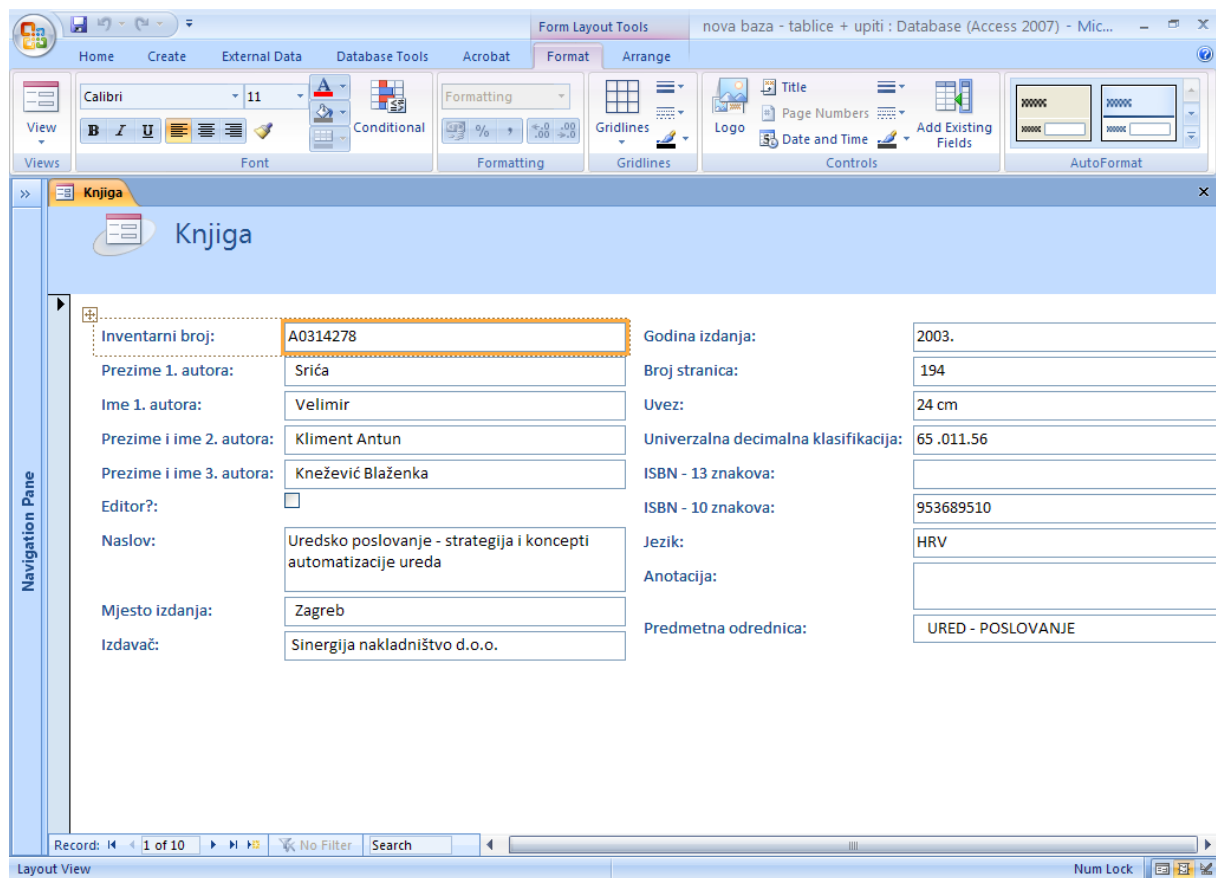 Form Layout Tools
nova baza - tablice + upiti : Database (Access 2007) - Mic...
Home Create External Data Database Tools Acrobat Format Arrange
View
Views
Calibri 11
A
B I U
Conditional
Font
Formatting
% ,
Formatting
Gridlines
Gridlines
Logo
Title
Page Numbers
Date and Time
Add Existing
Fields
Controls
AutoFormat
Navigation Pane
Knjiga
Knjiga
Inventarni broj: A0314278
Prezime 1. autora: Srića
Ime 1. autora: Velimir
Prezime i ime 2. autora: Kliment Antun
Prezime i ime 3. autora: Knežević Blaženka
Editor?:
Naslov: Uredsko poslovanje - strategija i koncepti
automatizacije ureda
Mjesto izdanja: Zagreb
Izdavač: Sinergija nakladništvo d.o.o.
Godina izdanja: 2003.
Broj stranica: 194
Uvez: 24 cm
Univerzalna decimalna klasifikacija: 65 .011.56
ISBN - 13 znakova:
ISBN - 10 znakova: 953689510
Jezik: HRV
Anotacija:
Predmetna odrednica: URED - POSLOVANJE
Record: 1 of 10 No Filter Search
Layout View
Num Lock